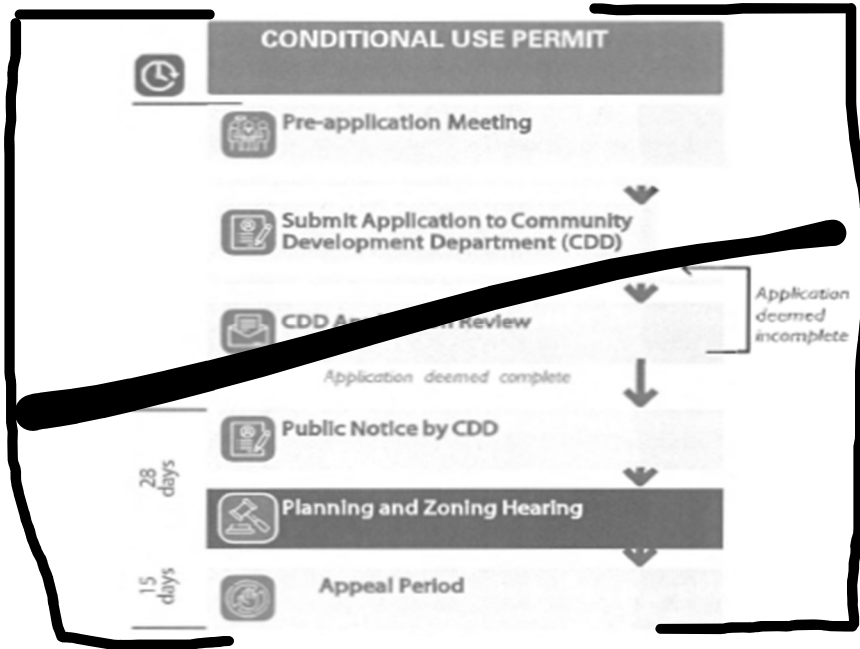 CONDITIONAL USE PERMIT
Pre-application Meeting
Submit Application to Community
Development Department (CDD)
Application
deemed
incomplete
CDD Review
Application deemed complete
Public Notice by CDD
28
days
Planning and Zoning Hearing
15
days
Appeal Period